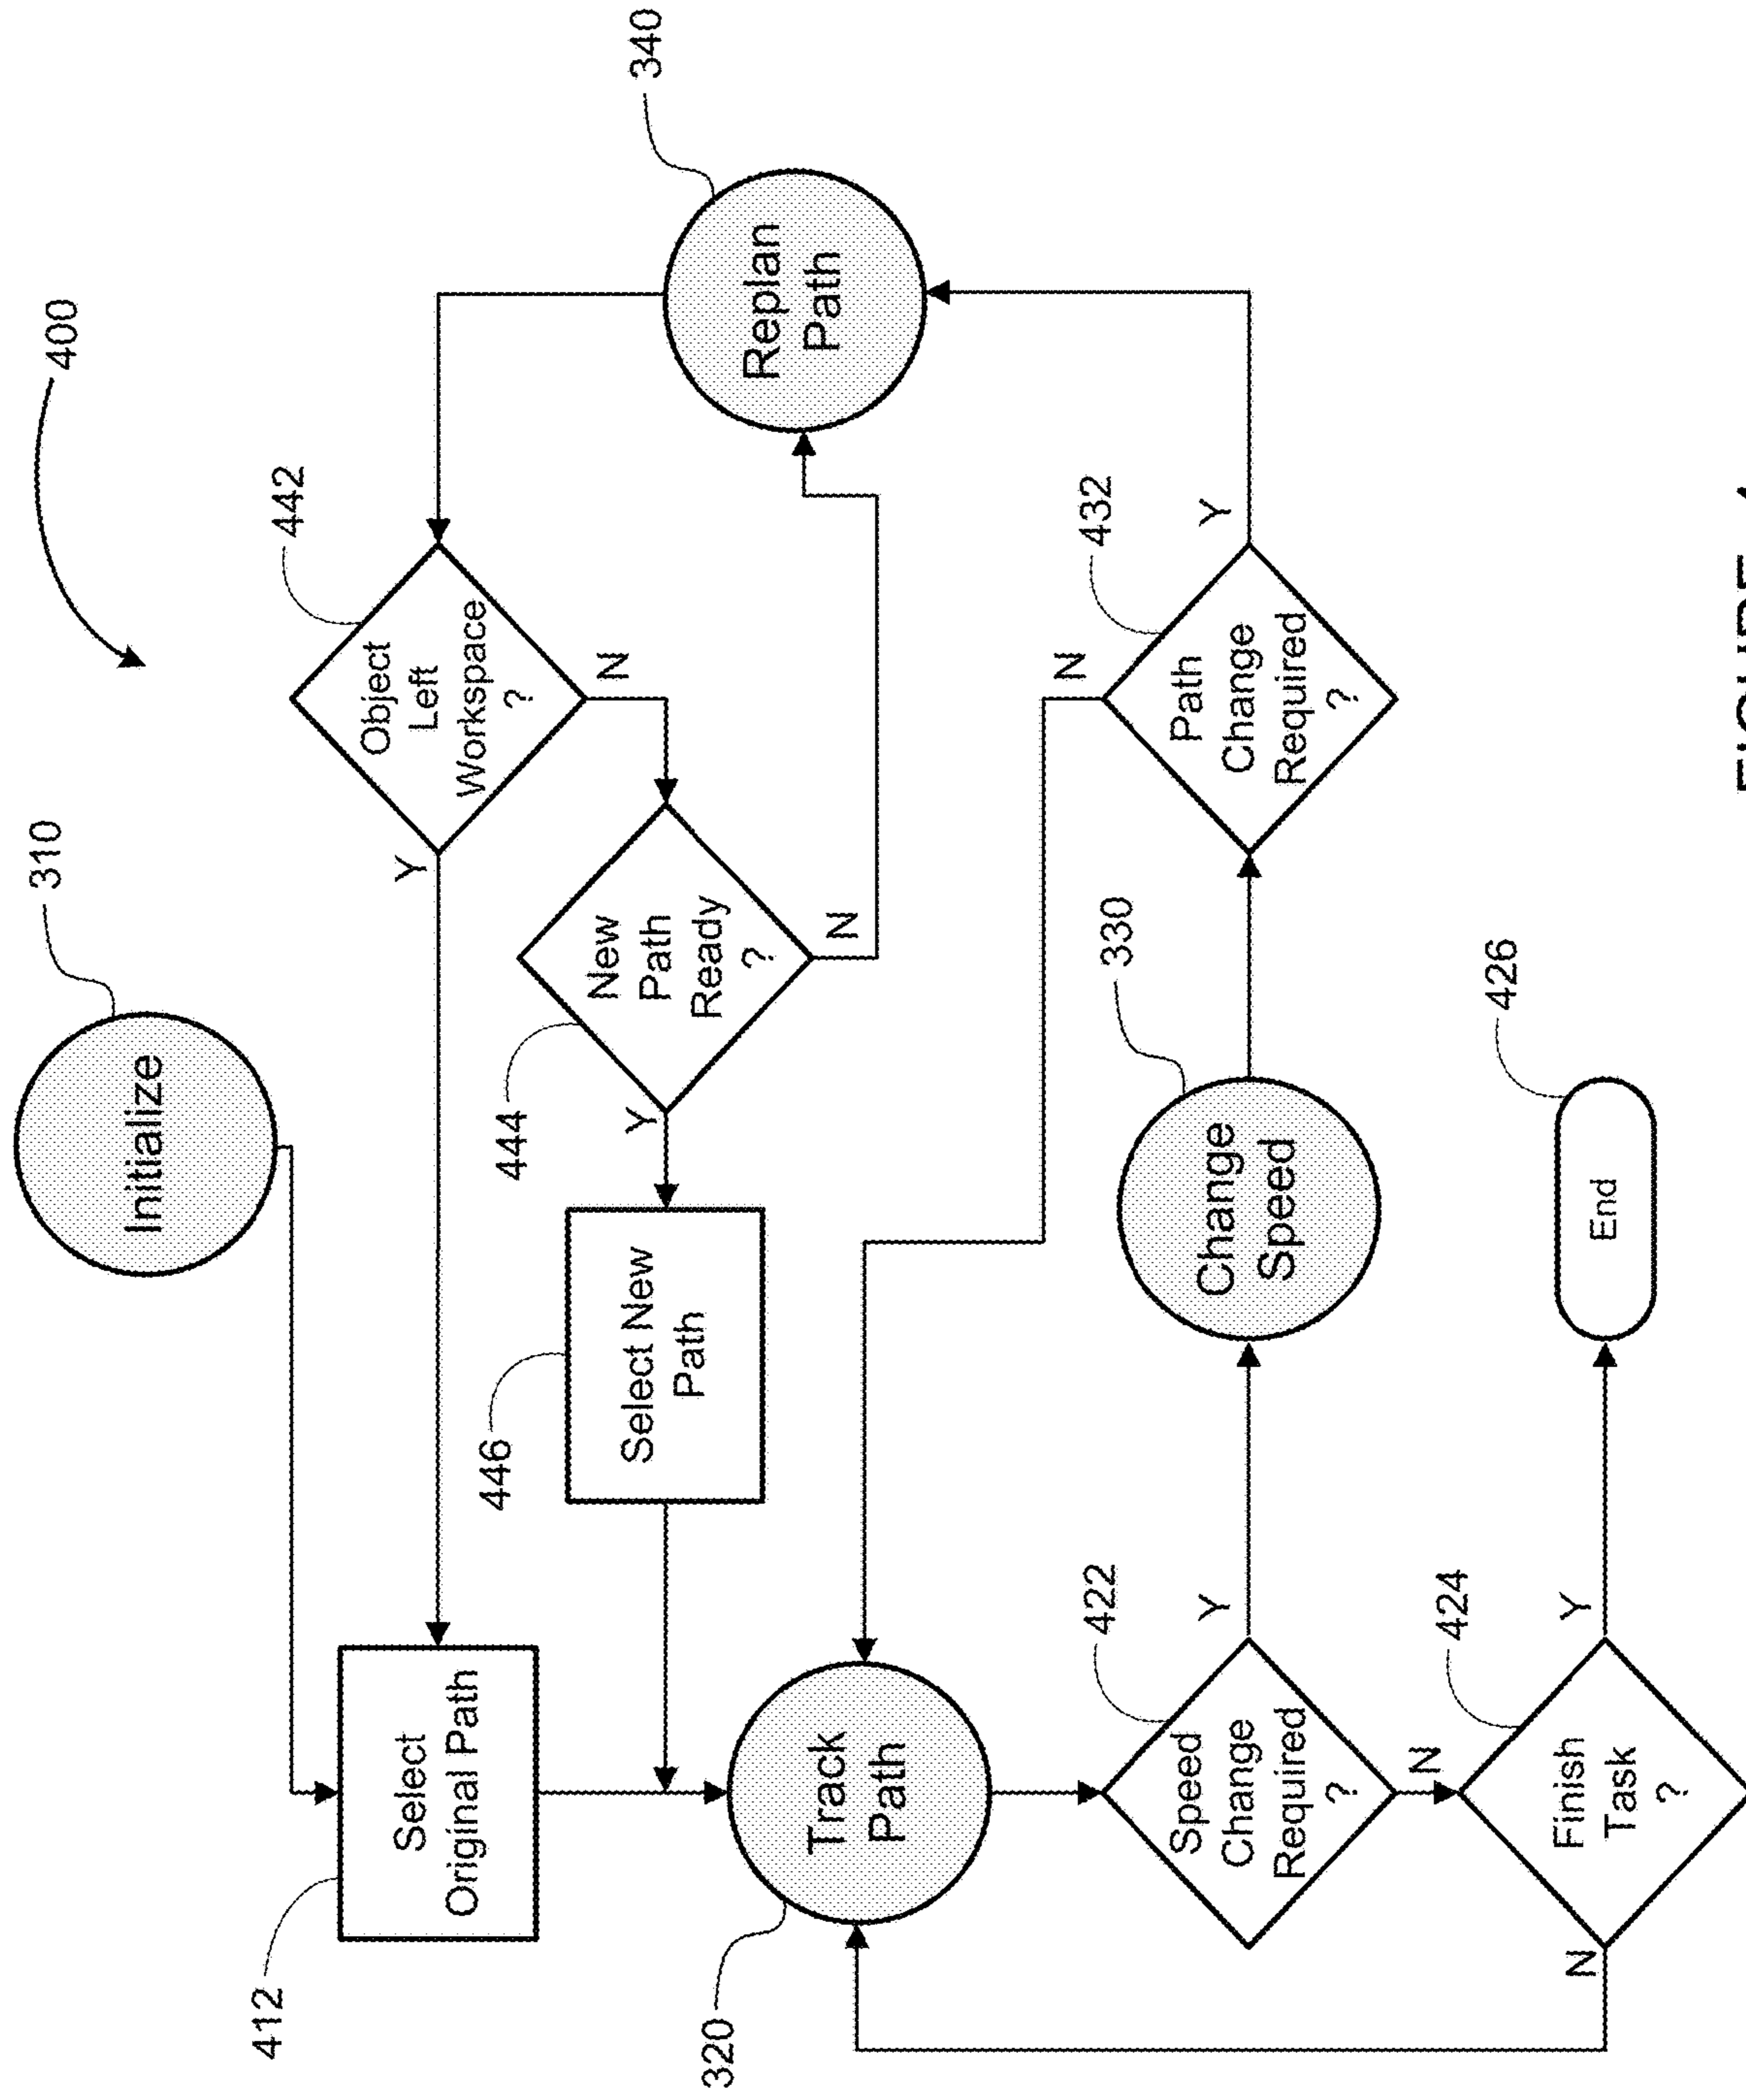 400
310
Initialize
412
Select
Original Path
442
Object
Left
Workspace
?
Y
N
444
New
Path
Ready
?
Y
N
446
Select New
Path
340
Replan
Path
320
Track
Path
422
Speed
Change
Required
?
Y
N
330
Change
Speed
432
Path
Change
Required
?
N
Y
424
Finish
Task
?
Y
N
426
End